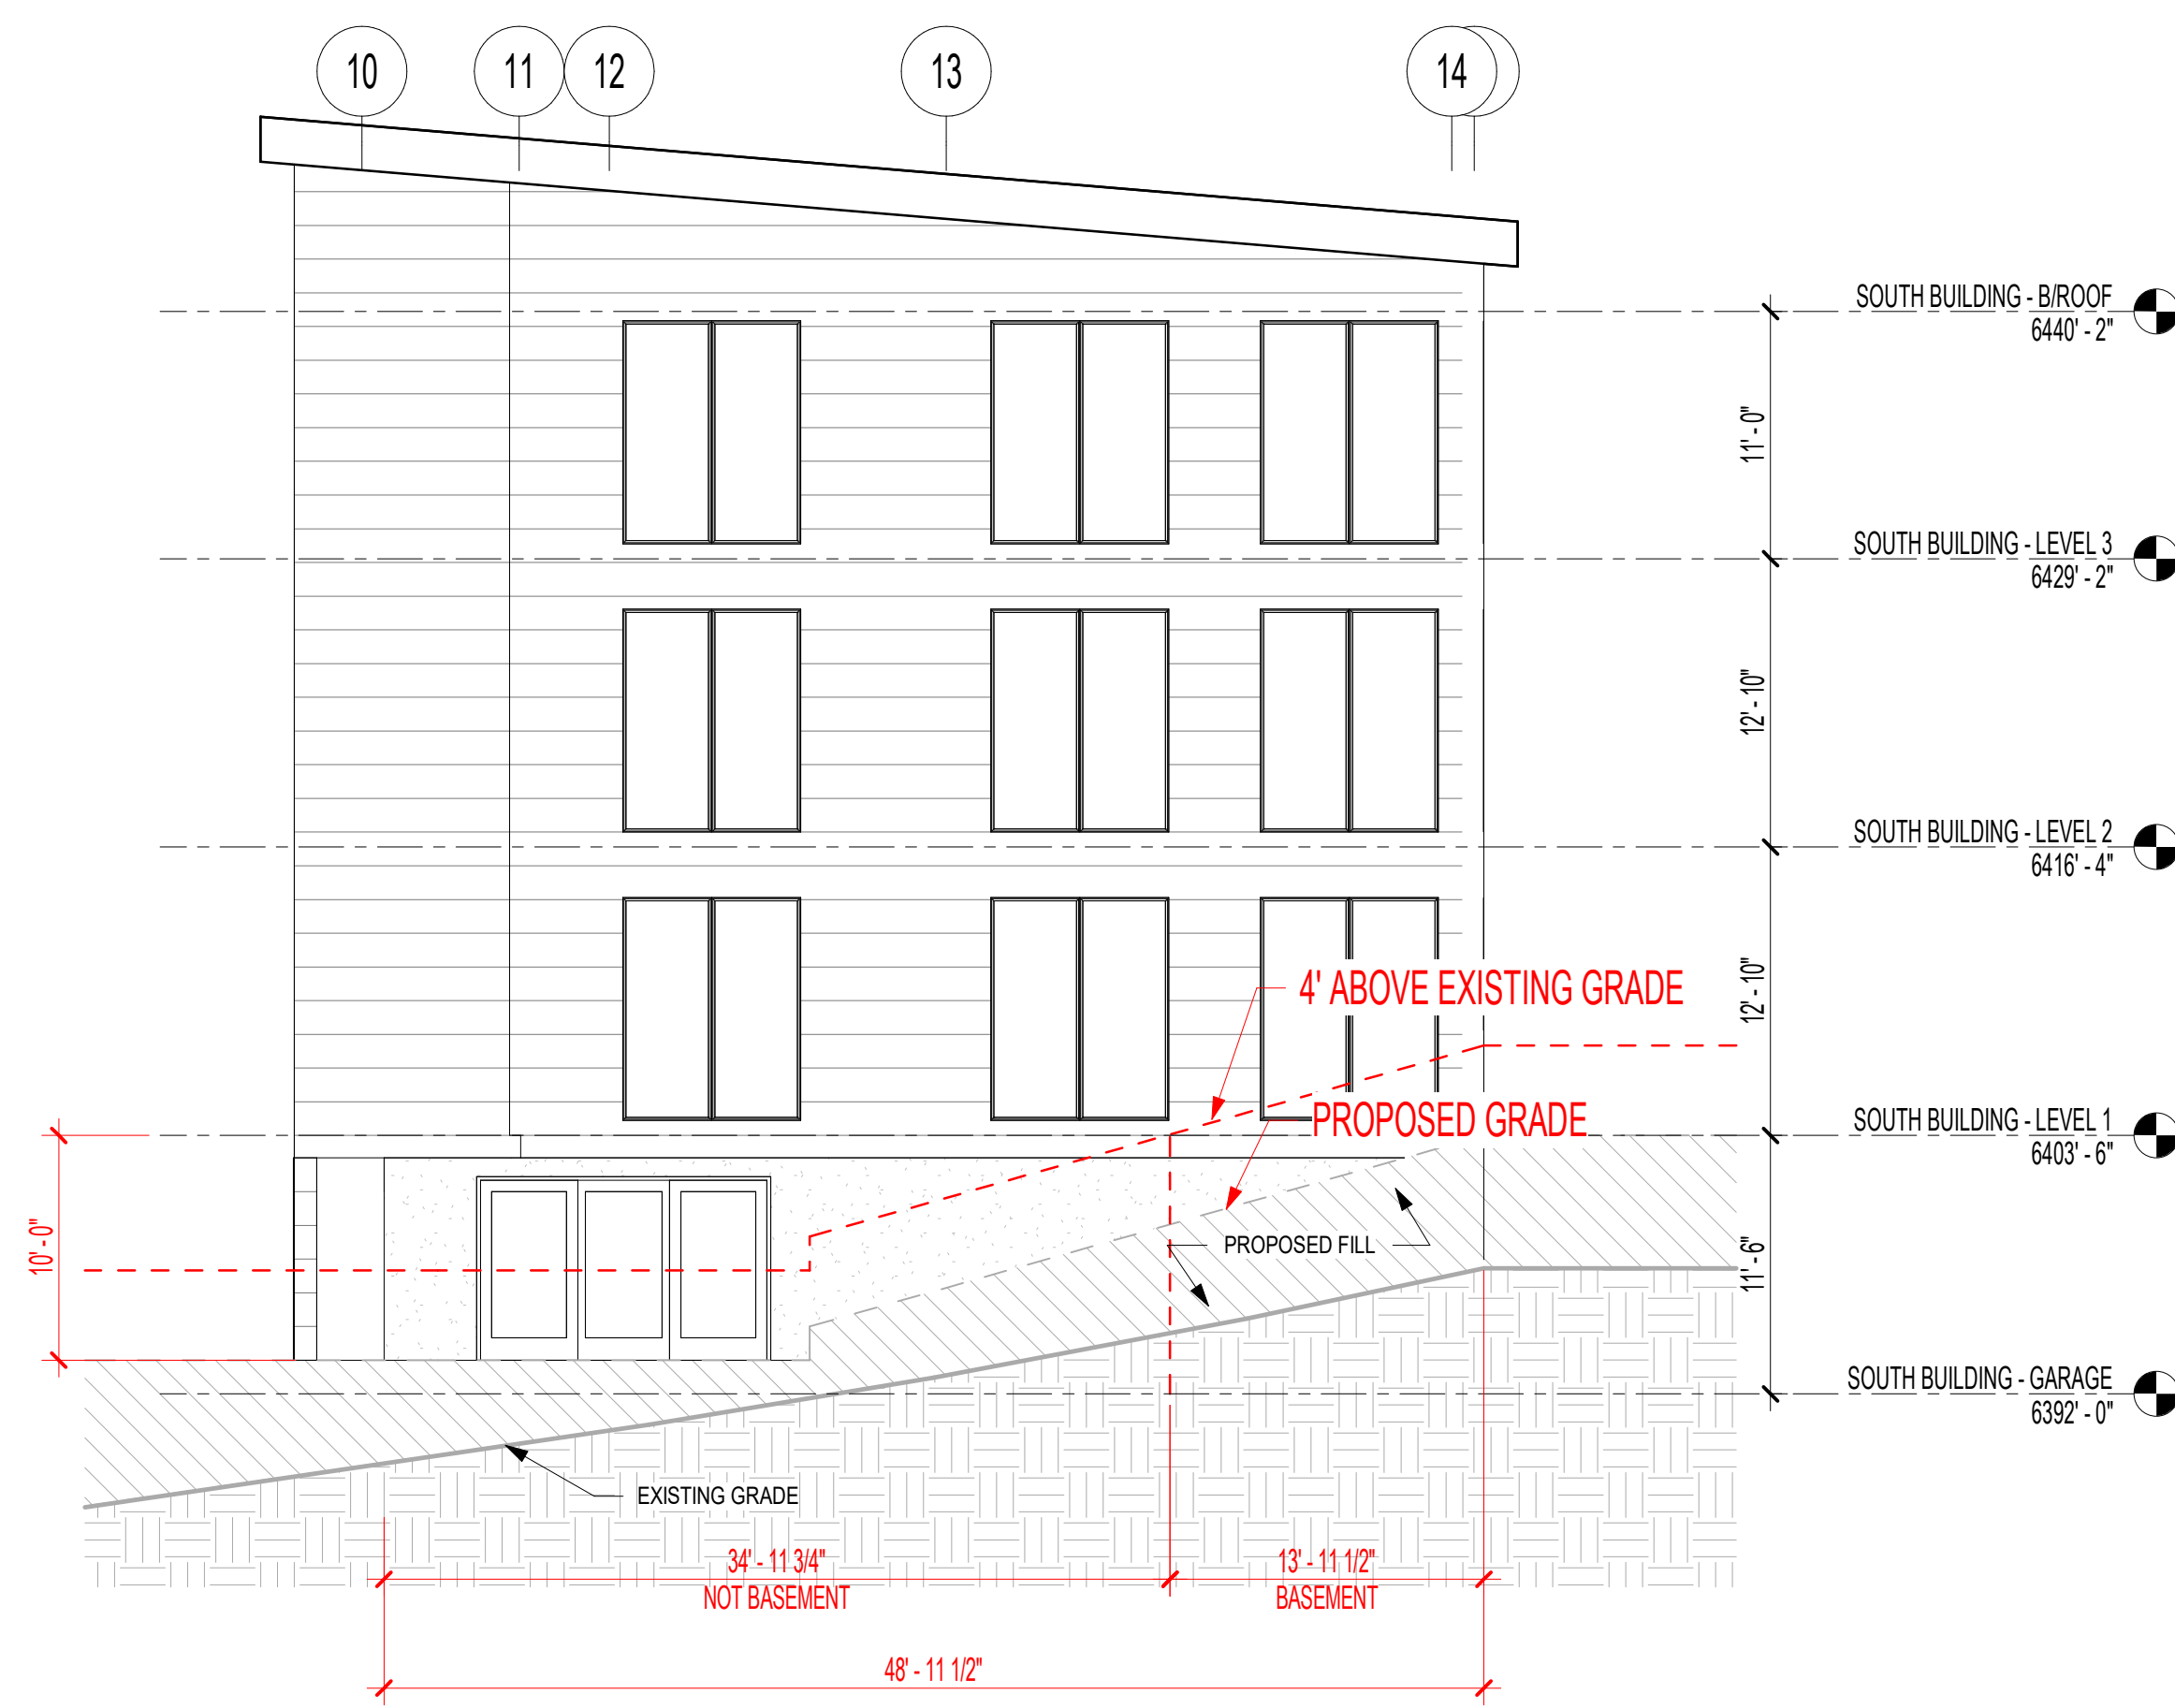 10
11
12
13
14
SOUTH BUILDING - B/ROOF
6440' - 2"
11' - 0"
SOUTH BUILDING - LEVEL 3
6429' - 2"
12' - 10"
SOUTH BUILDING - LEVEL 2
6416' - 4"
4' ABOVE EXISTING GRADE
12' - 10"
PROPOSED GRADE
SOUTH BUILDING - LEVEL 1
6403' - 6"
10' - 0"
PROPOSED FILL
11' - 6"
SOUTH BUILDING - GARAGE
6392' - 0"
EXISTING GRADE
34' - 11 3/4"
NOT BASEMENT
13' - 11 1/2"
BASEMENT
48' - 11 1/2"